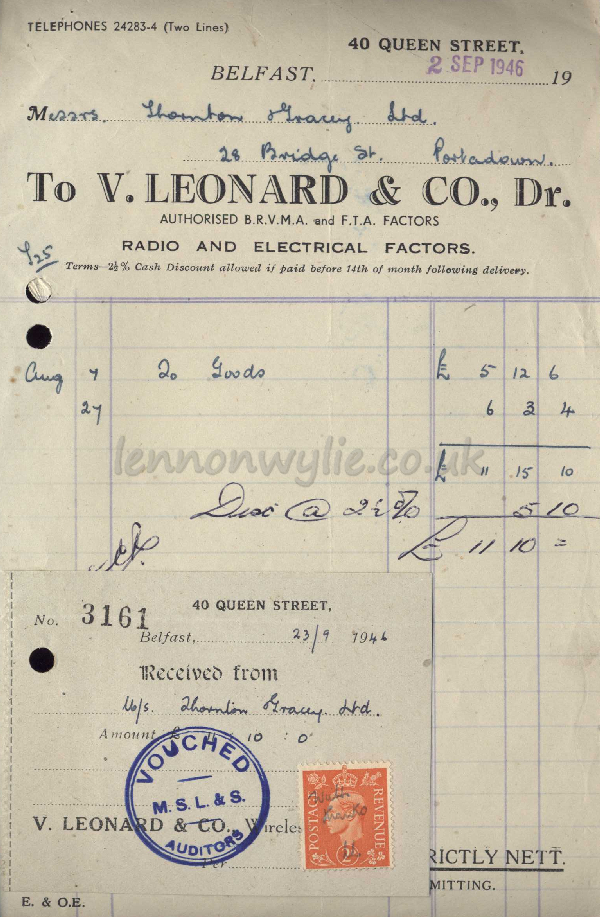 TELEPHONES 24283-4 (Two Lines)
40 QUEEN STREET,
BELFAST, 2 SEP 1946 19
Messrs. Thornton & Gracey Ltd.
28 Bridge St. Portadown.
To V. LEONARD & CO., Dr.
AUTHORISED B.R.V.M.A. and F.T.A. FACTORS
RADIO AND ELECTRICAL FACTORS.
Terms—2½% Cash Discount allowed if paid before 14th of month following delivery.
Aug 7 To Goods £ 5 12 6
27 6 3 4
lennonwylie.co.uk
£ 11 15 10
Disc @ 2½% 5 10
£ 11 10 =
No. 3161 40 QUEEN STREET,
Belfast, 23/9 1946
Received from
M/s. Thornton & Gracey Ltd.
Amount £ 11 : 10 : 0
VOUCHED
M. S. L. & S.
AUDITORS
V. LEONARD & CO., Wireles
Per
POSTAGE REVENUE
RICTLY NETT.
MITTING.
E. & O.E.